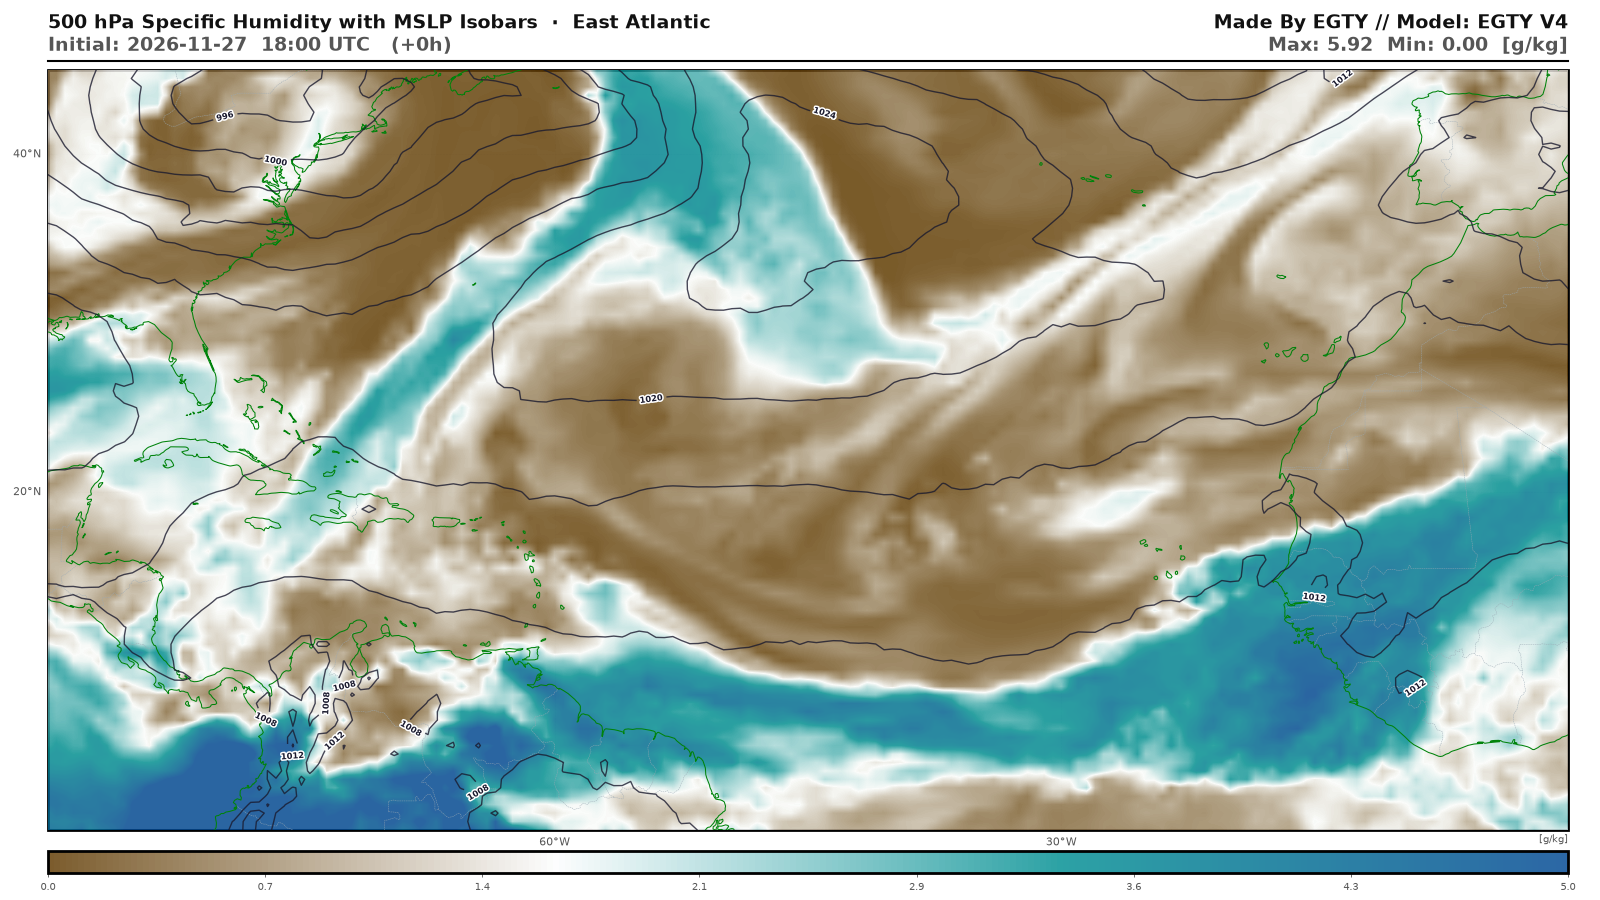 500 hPa Specific Humidity with MSLP Isobars · East Atlantic
Made By EGTY // Model: EGTY V4
Initial: 2026-11-27 18:00 UTC (+0h)
Max: 5.92 Min: 0.00 [g/kg]
1012
996
1024
40°N
1000
1020
20°N
1012
1008
1012
1008
1008
1008
1012
1012
1008
60°W
30°W
[g/kg]
0.0
0.7
1.4
2.1
2.9
3.6
4.3
5.0